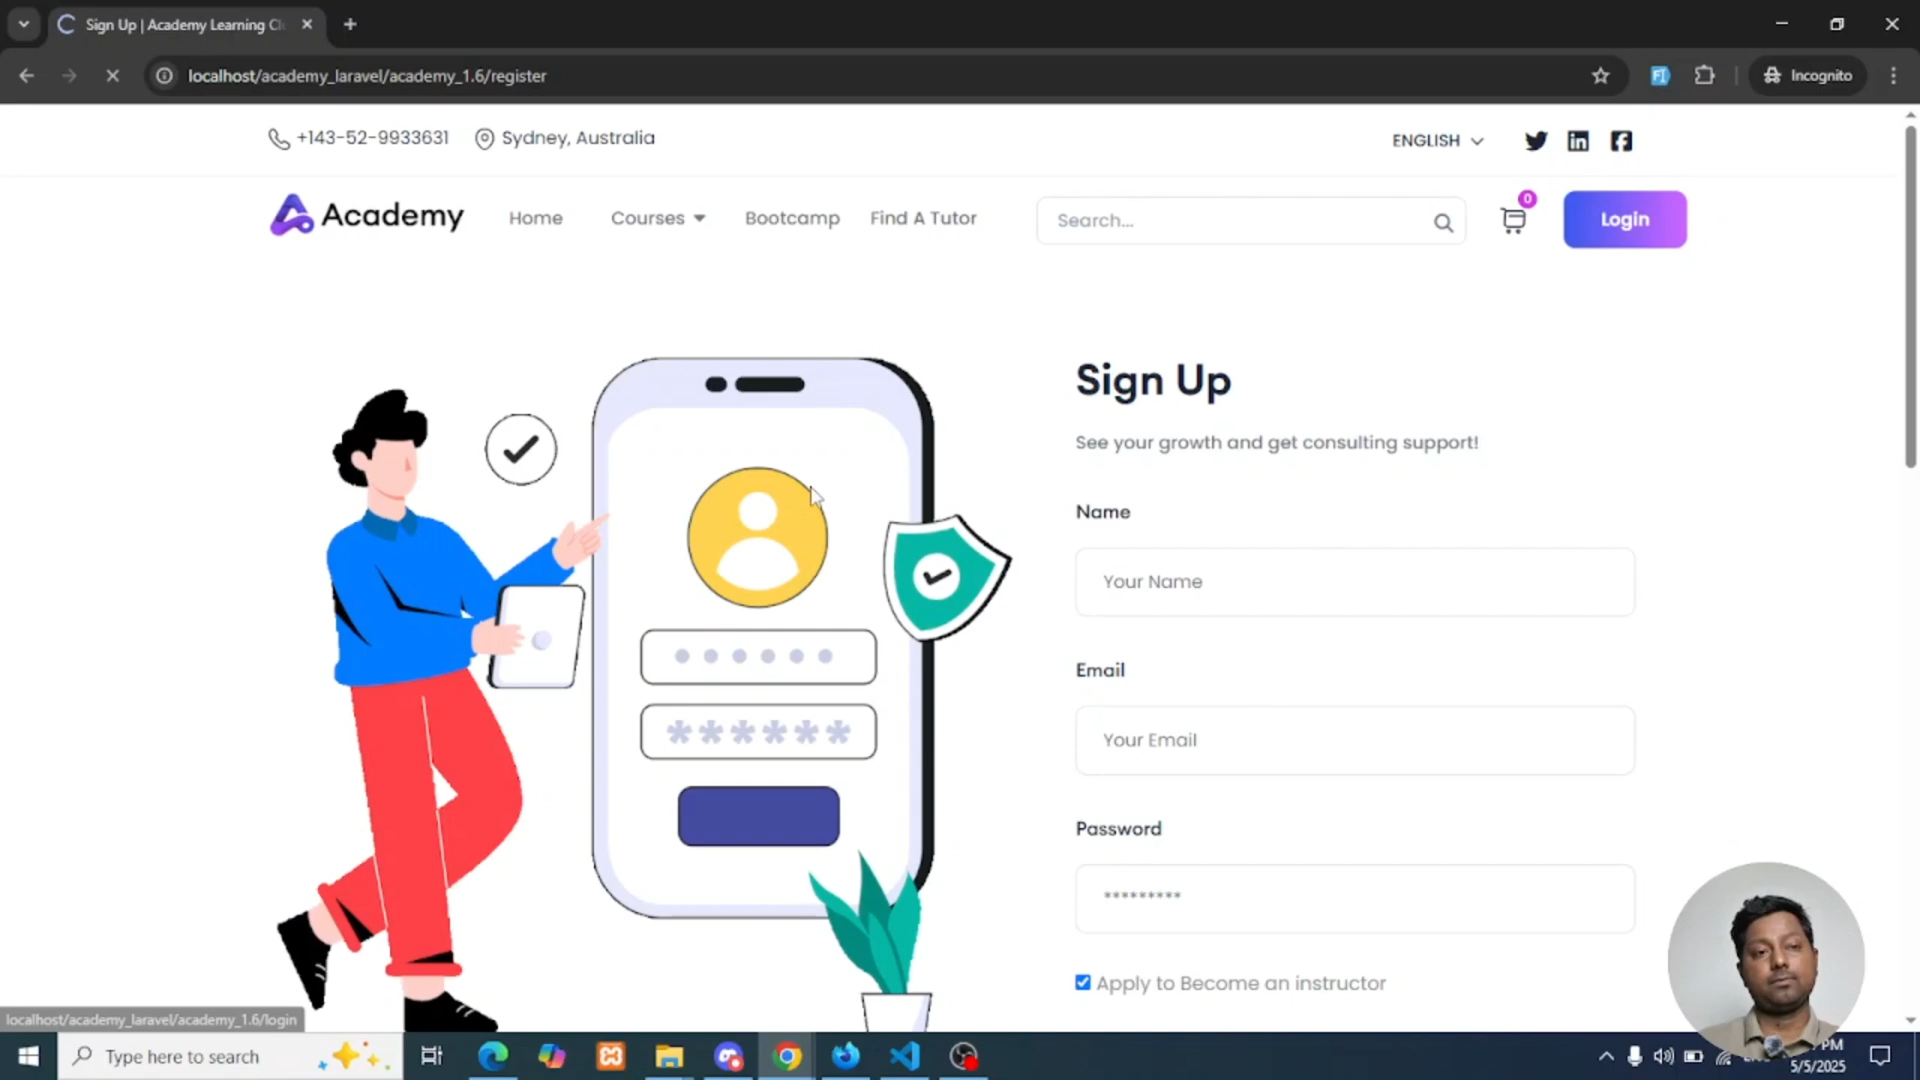 Sign Up | Academy Learning Cl
localhost/academy_laravel/academy_1.6/register
Incognito
+143-52-9933631
Sydney, Australia
ENGLISH
Academy
Home
Courses
Bootcamp
Find A Tutor
Search...
0
Login
Sign Up
See your growth and get consulting support!
Name
Your Name
Email
Your Email
Password
*********
Apply to Become an instructor
localhost/academy_laravel/academy_1.6/login
Type here to search
PM
5/5/2025